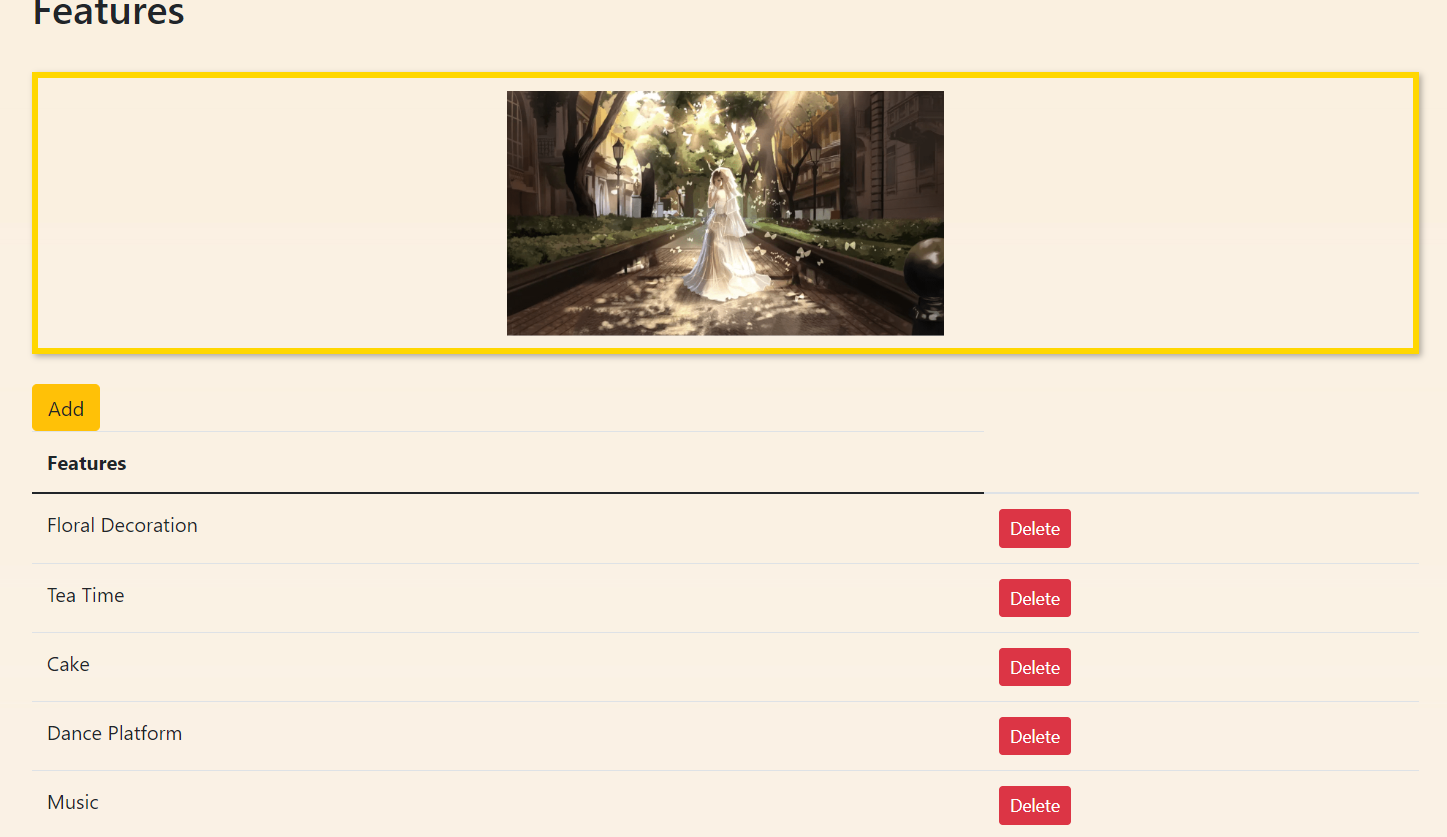 Features
Add
Features
Floral Decoration Delete
Tea Time Delete
Cake Delete
Dance Platform Delete
Music Delete